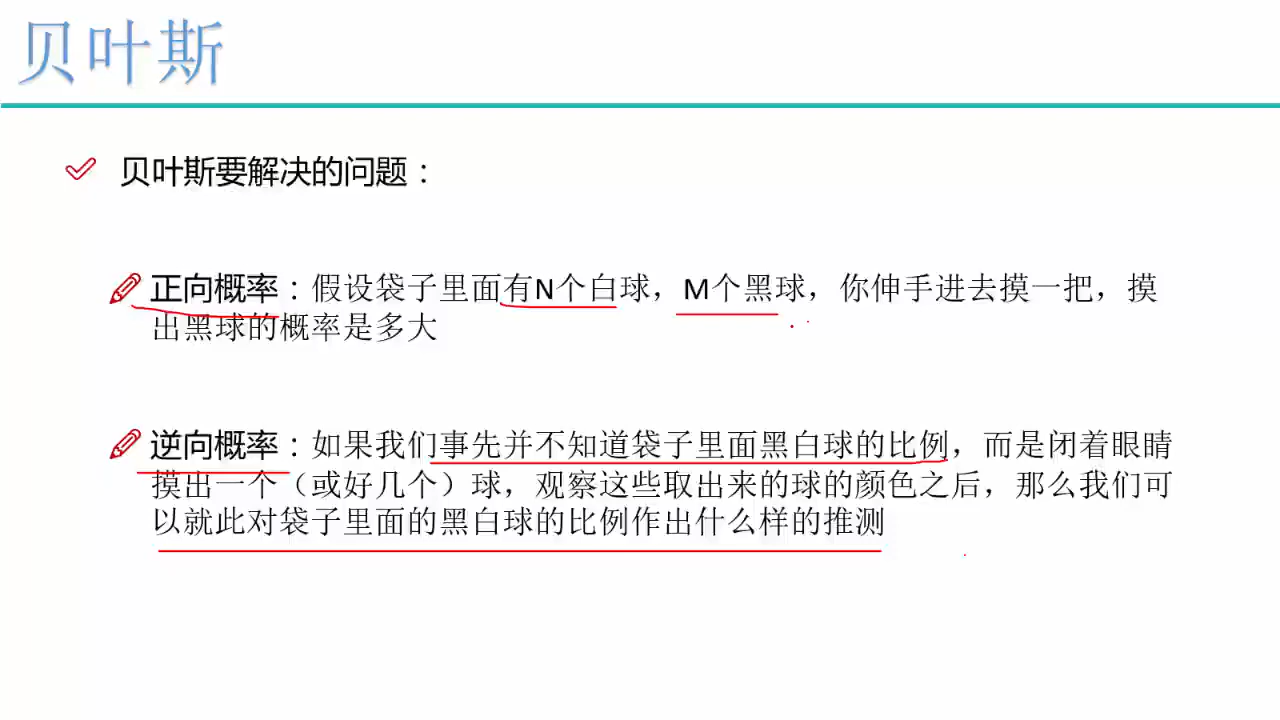 贝叶斯
贝叶斯要解决的问题：
正向概率：假设袋子里面有N个白球，M个黑球，你伸手进去摸一把，摸
出黑球的概率是多大
逆向概率：如果我们事先并不知道袋子里面黑白球的比例，而是闭着眼睛
摸出一个（或好几个）球，观察这些取出来的球的颜色之后，那么我们可
以就此对袋子里面的黑白球的比例作出什么样的推测